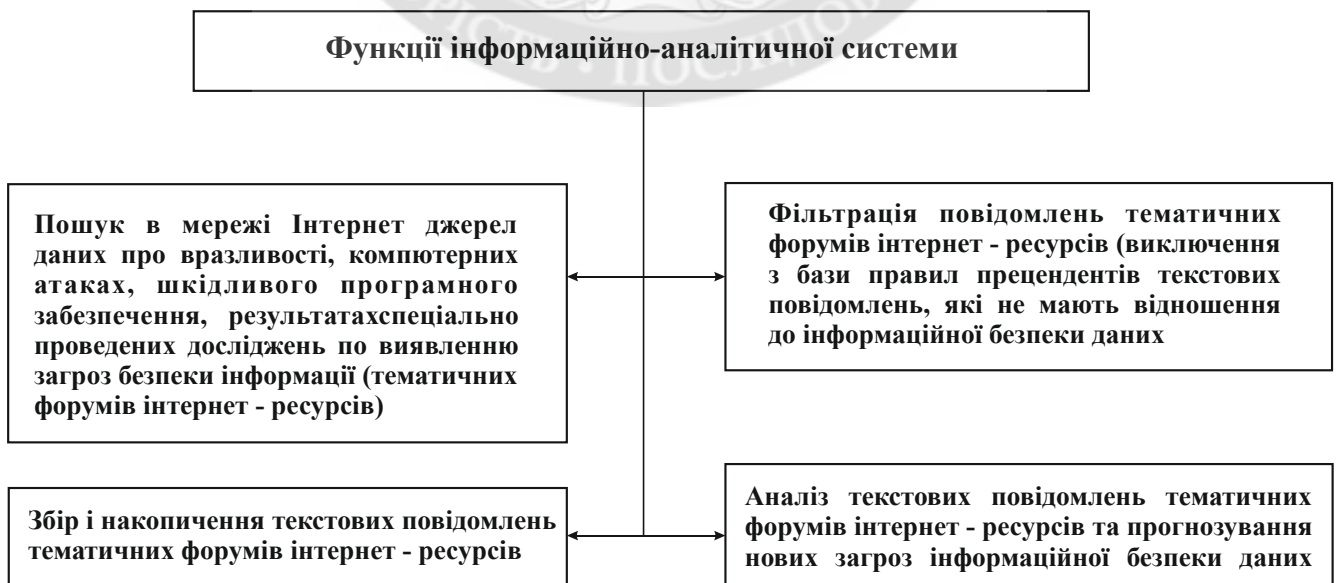 Функції інформаційно-аналітичної системи
Пошук в мережі Інтернет джерел
даних про вразливості, компютерних
атаках, шкідливого програмного
забезпечення, результатахспеціально
проведених досліджень по виявленню
загроз безпеки інформації (тематичних
форумів інтернет - ресурсів)
Фільтрація повідомлень тематичних
форумів інтернет - ресурсів (виключення
з бази правил прецендентів текстових
повідомлень, які не мають відношення
до інформаційної безпеки даних
Збір і накопичення текстових повідомлень
тематичних форумів інтернет - ресурсів
Аналіз текстових повідомлень тематичних
форумів інтернет - ресурсів та прогнозування
нових загроз інформаційної безпеки даних